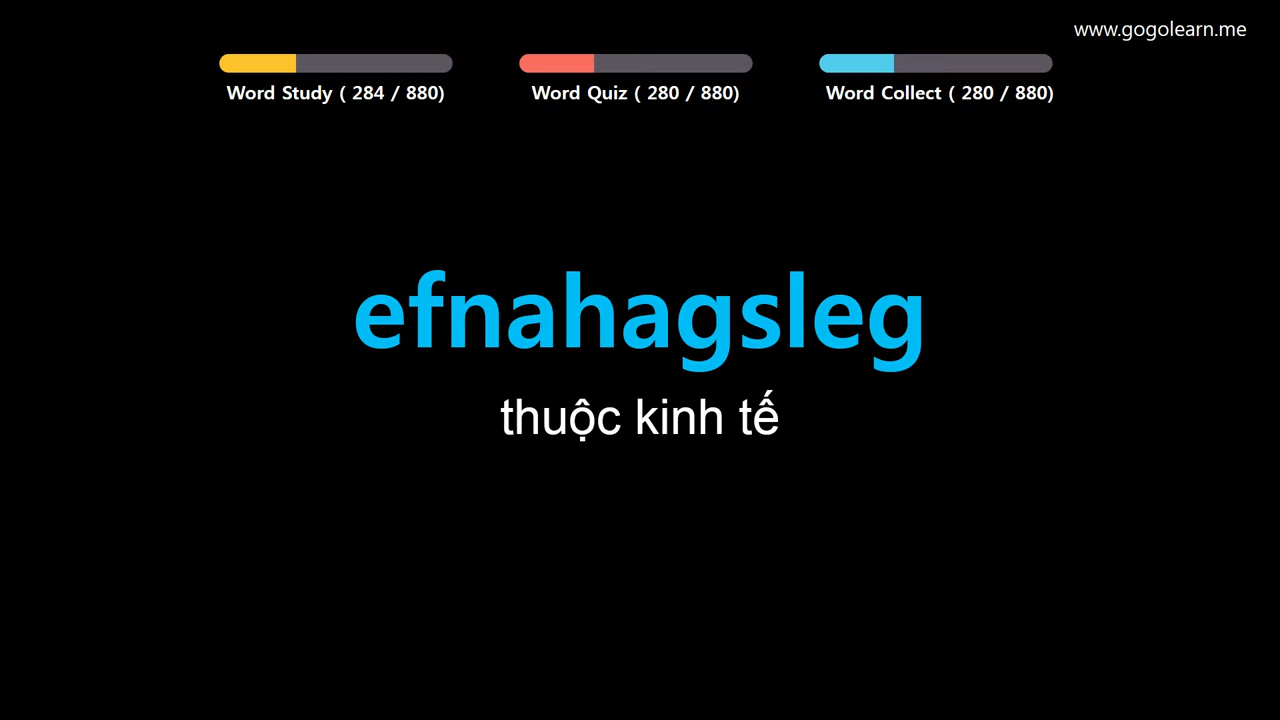 www.gogolearn.me
Word Study ( 284 / 880) Word Quiz ( 280 / 880) Word Collect ( 280 / 880)
efnahagsleg
thuộc kinh tế